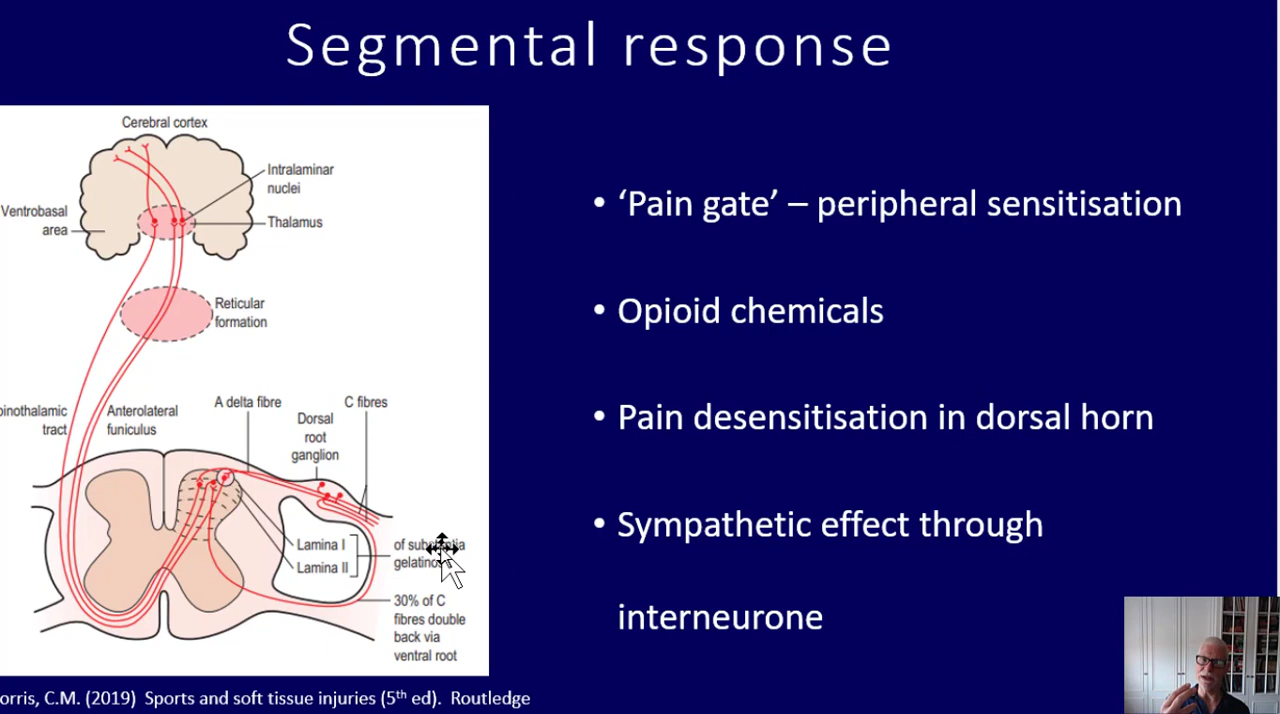 Segmental response
Cerebral cortex
Intralaminar
nuclei
Ventrobasal
area
Thalamus
Reticular
formation
pinothalamic
tract
Anterolateral
funiculus
A delta fibre
C fibres
Dorsal
root
ganglion
Lamina I
Lamina II
of substantia
gelatinosa
30% of C
fibres double
back via
ventral root
orris, C.M. (2019) Sports and soft tissue injuries (5th ed). Routledge
• ‘Pain gate’ – peripheral sensitisation
• Opioid chemicals
• Pain desensitisation in dorsal horn
• Sympathetic effect through
interneurone